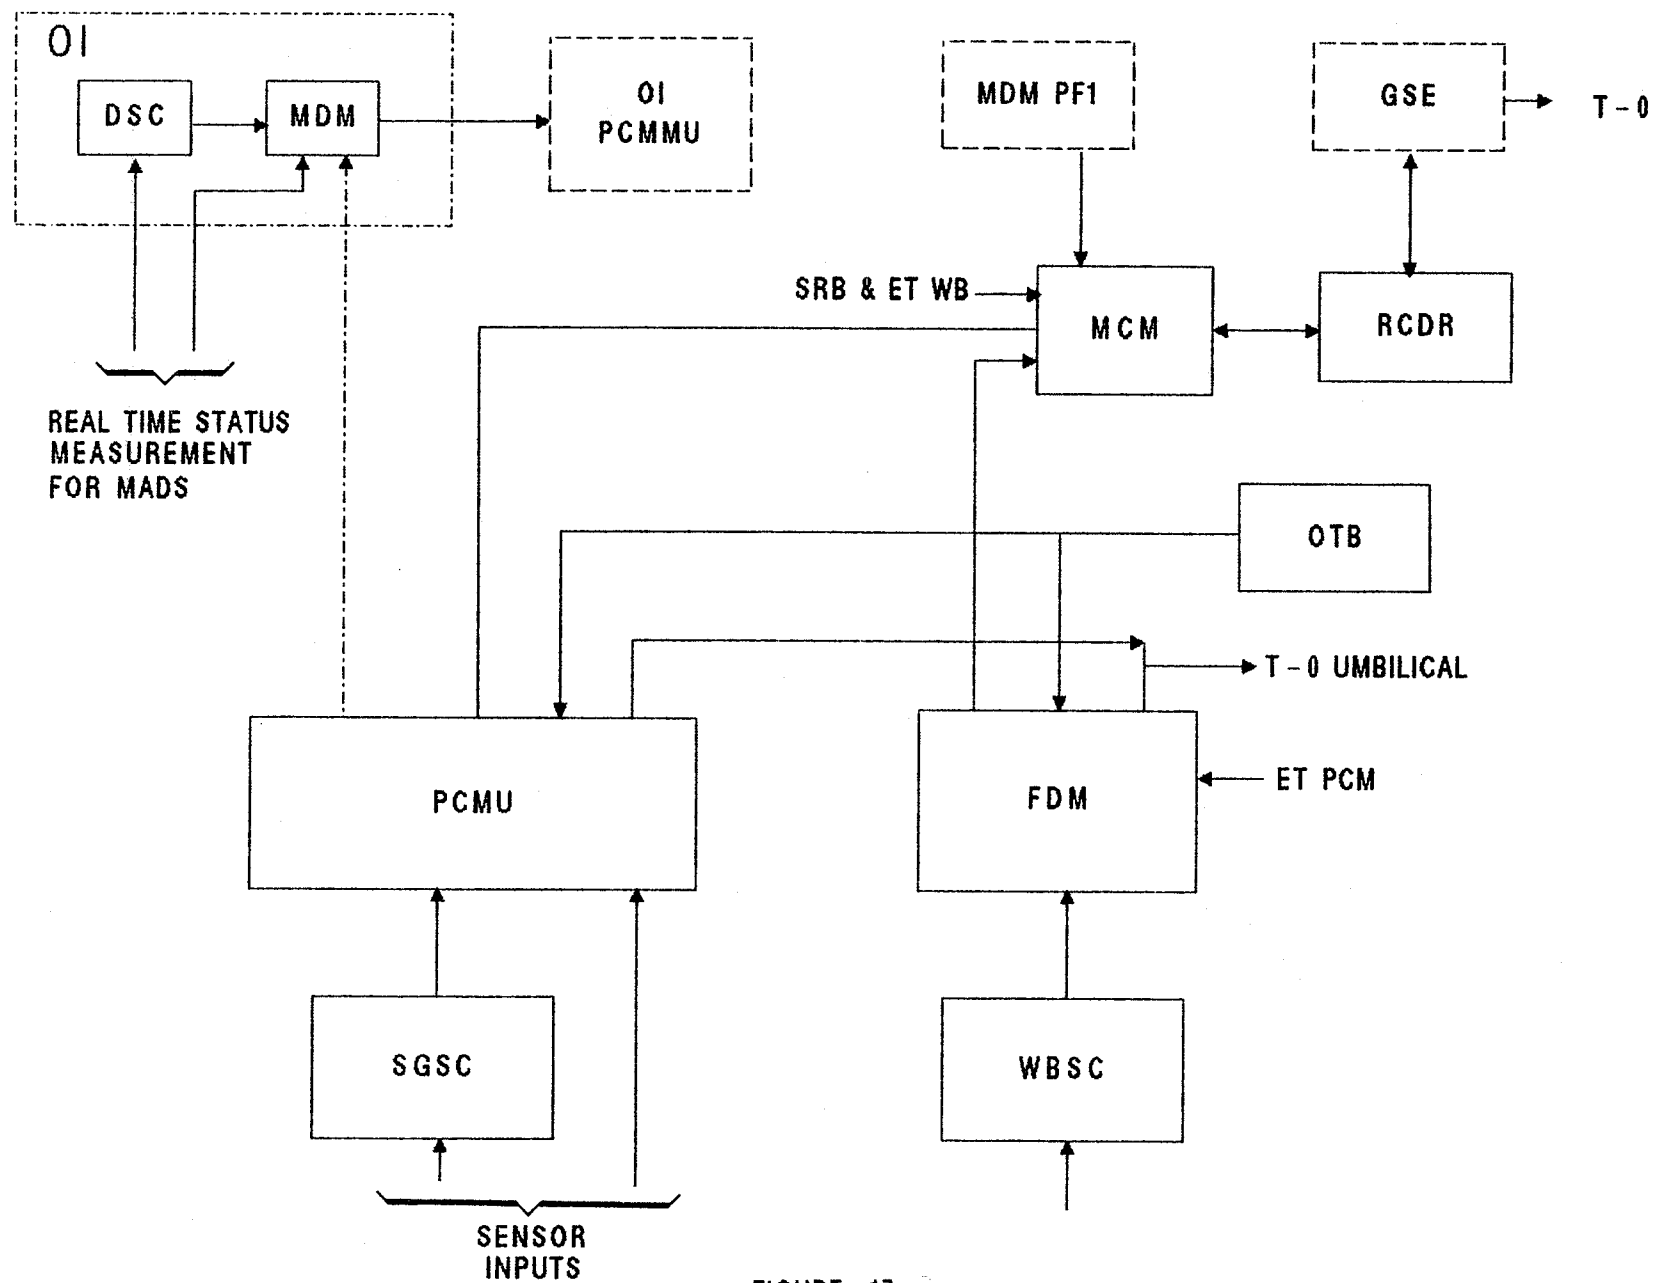 OI
DSC
MDM
OI
PCMMU
MDM PF1
GSE
T-0
SRB & ET WB
MCM
RCDR
REAL TIME STATUS
MEASUREMENT
FOR MADS
OTB
T-0 UMBILICAL
PCMU
FDM
ET PCM
SGSC
WBSC
SENSOR
INPUTS
FIGURE